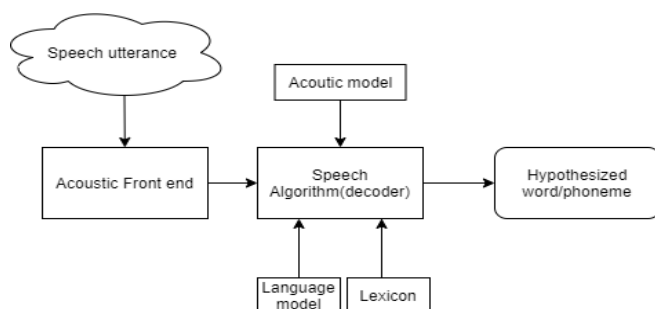 Speech utterance
Acoutic model
Acoustic Front end
Speech
Algorithm(decoder)
Hypothesized
word/phoneme
Language
model
Lexicon